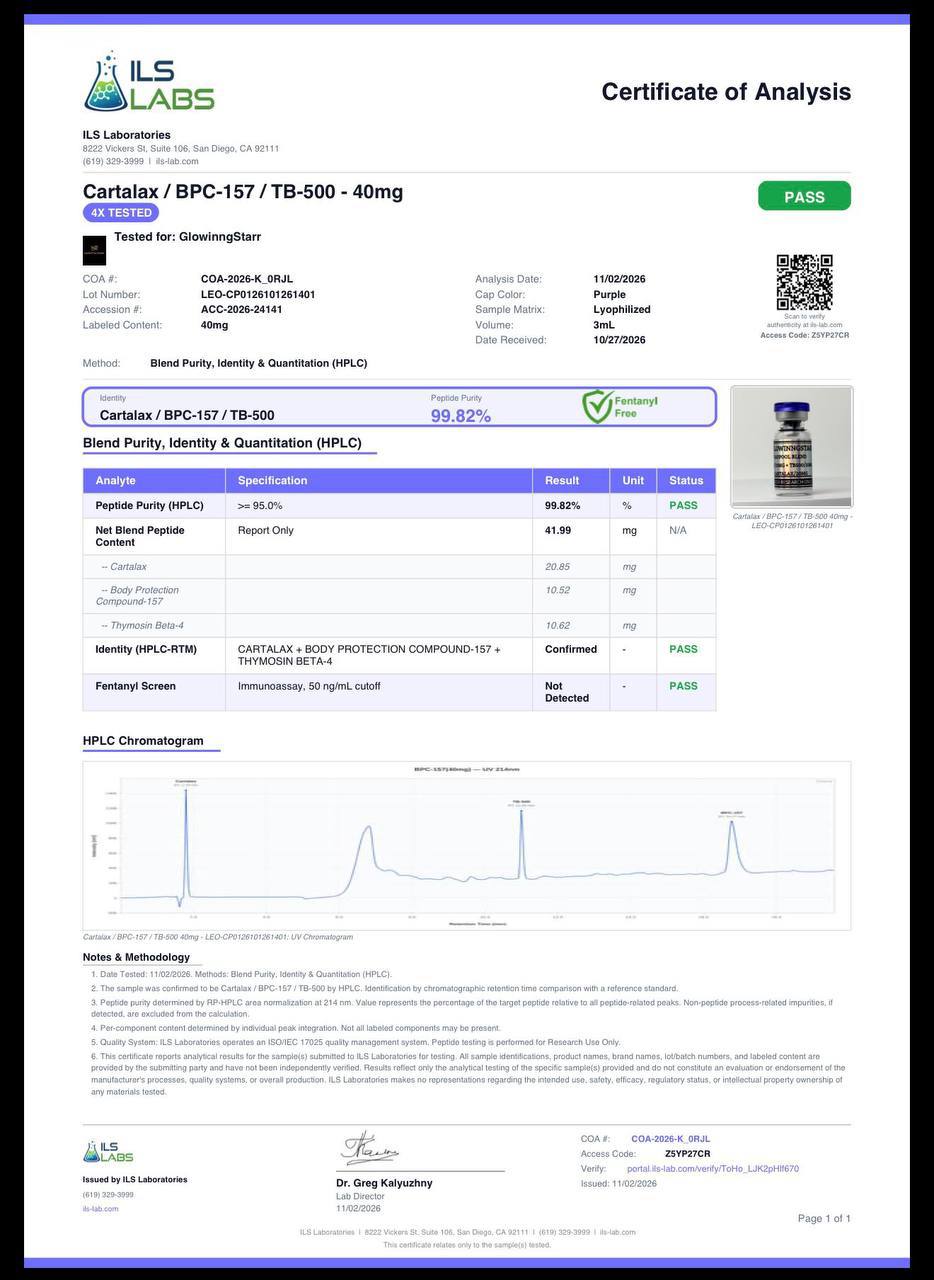 ILS
LABS
Certificate of Analysis
ILS Laboratories
8222 Vickers St, Suite 106, San Diego, CA 92111
(619) 329-3999 | ils-lab.com
Cartalax / BPC-157 / TB-500 - 40mg
4X TESTED
PASS
Tested for: GlowinngStarr
COA #: COA-2026-K_0RJL
Lot Number: LEO-CP0126101261401
Accession #: ACC-2026-24141
Labeled Content: 40mg
Analysis Date: 11/02/2026
Cap Color: Purple
Sample Matrix: Lyophilized
Volume: 3mL
Date Received: 10/27/2026
Scan to verify
authenticity at ils-lab.com
Access Code: Z5YP27CR
Method: Blend Purity, Identity & Quantitation (HPLC)
Identity
Cartalax / BPC-157 / TB-500
Peptide Purity
99.82%
Fentanyl
Free
Cartalax / BPC-157 / TB-500 40mg -
LEO-CP0126101261401
Blend Purity, Identity & Quantitation (HPLC)
Analyte Specification Result Unit Status
Peptide Purity (HPLC) >= 95.0% 99.82% % PASS
Net Blend Peptide Content Report Only 41.99 mg N/A
-- Cartalax 20.85 mg
-- Body Protection Compound-157 10.52 mg
-- Thymosin Beta-4 10.62 mg
Identity (HPLC-RTM) CARTALAX + BODY PROTECTION COMPOUND-157 + THYMOSIN BETA-4 Confirmed - PASS
Fentanyl Screen Immunoassay, 50 ng/mL cutoff Not Detected - PASS
HPLC Chromatogram
BPC-157(40mg) — UV 214nm
Cartalax
TB-500
BPC-157
Retention Time (min)
Cartalax / BPC-157 / TB-500 40mg - LEO-CP0126101261401: UV Chromatogram
Notes & Methodology
1. Date Tested: 11/02/2026. Methods: Blend Purity, Identity & Quantitation (HPLC).
2. The sample was confirmed to be Cartalax / BPC-157 / TB-500 by HPLC. Identification by chromatographic retention time comparison with a reference standard.
3. Peptide purity determined by RP-HPLC area normalization at 214 nm. Value represents the percentage of the target peptide relative to all peptide-related peaks. Non-peptide process-related impurities, if
detected, are excluded from the calculation.
4. Per-component content determined by individual peak integration. Not all labeled components may be present.
5. Quality System: ILS Laboratories operates an ISO/IEC 17025 quality management system. Peptide testing is performed for Research Use Only.
6. This certificate reports analytical results for the sample(s) submitted to ILS Laboratories for testing. All sample identifications, product names, brand names, lot/batch numbers, and labeled content are
provided by the submitting party and have not been independently verified. Results reflect only the analytical testing of the specific sample(s) provided and do not constitute an evaluation or endorsement of the
manufacturer's processes, quality systems, or overall production. ILS Laboratories makes no representations regarding the intended use, safety, efficacy, regulatory status, or intellectual property ownership of
any materials tested.
ILS
LABS
Issued by ILS Laboratories
(619) 329-3999
ils-lab.com
Dr. Greg Kalyuzhny
Lab Director
11/02/2026
COA #: COA-2026-K_0RJL
Access Code: Z5YP27CR
Verify: portal.ils-lab.com/verify/ToHo_LJK2pHlf670
Issued: 11/02/2026
Page 1 of 1
ILS Laboratories | 8222 Vickers St, Suite 106, San Diego, CA 92111 | (619) 329-3999 | ils-lab.com
This certificate relates only to the sample(s) tested.